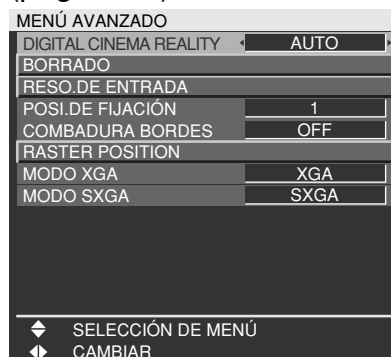 MENÚ AVANZADO
DIGITAL CINEMA REALITY AUTO
BORRADO
RESO.DE ENTRADA
POSI.DE FIJACIÓN 1
COMBADURA BORDES OFF
RASTER POSITION
MODO XGA XGA
MODO SXGA SXGA
SELECCIÓN DE MENÚ
CAMBIAR